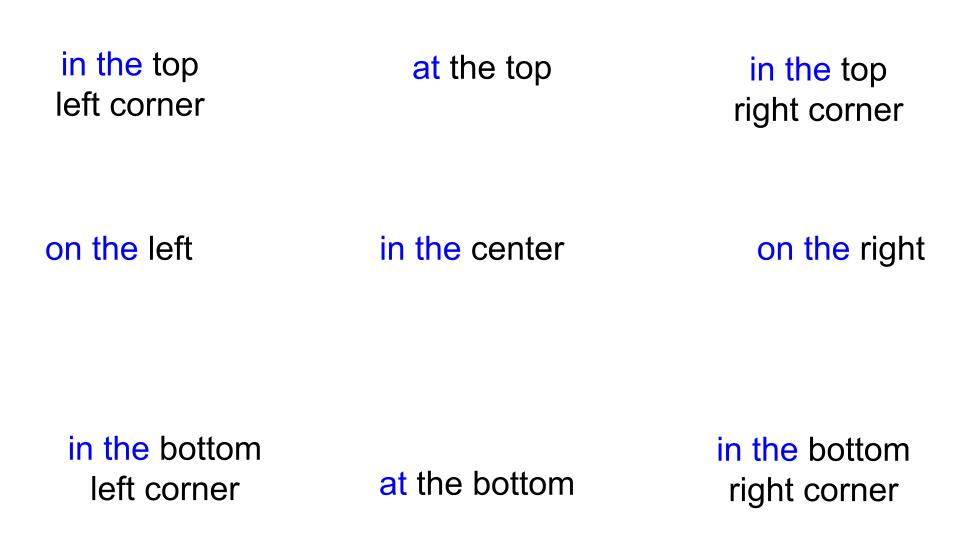 in the top
left corner
at the top
in the top
right corner
on the left
in the center
on the right
in the bottom
left corner
at the bottom
in the bottom
right corner